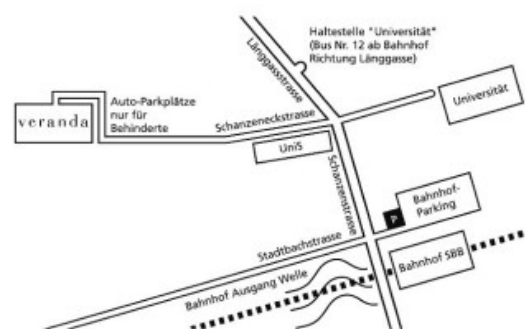 Haltestelle "Universität"
(Bus Nr. 12 ab Bahnhof
Richtung Länggasse)
Länggassstrasse
Universität
Auto-Parkplätze
nur für
Behinderte
veranda
Schanzeneckstrasse
UniS
Schanzenstrasse
Bahnhof-
Parking
P
Stadtbachstrasse
Bahnhof SBB
Bahnhof Ausgang Welle